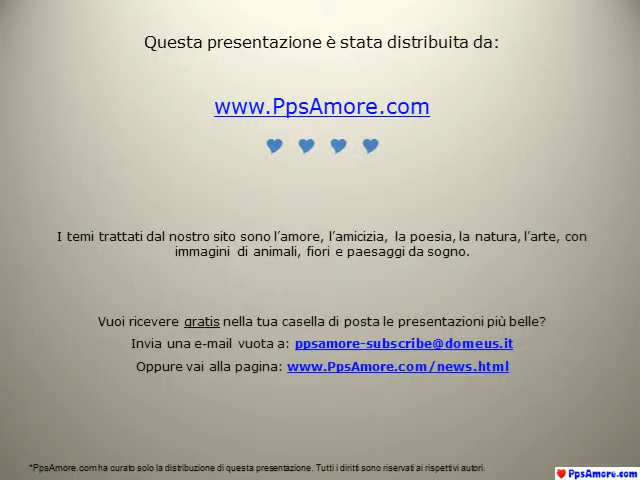 Questa presentazione è stata distribuita da:
www.PpsAmore.com
I temi trattati dal nostro sito sono l’amore, l’amicizia, la poesia, la natura, l’arte, con
immagini di animali, fiori e paesaggi da sogno.
Vuoi ricevere gratis nella tua casella di posta le presentazioni più belle?
Invia una e-mail vuota a: ppsamore-subscribe@domeus.it
Oppure vai alla pagina: www.PpsAmore.com/news.html
*PpsAmore.com ha curato solo la distribuzione di questa presentazione. Tutti i diritti sono riservati ai rispettivi autori.
PpsAmore.com